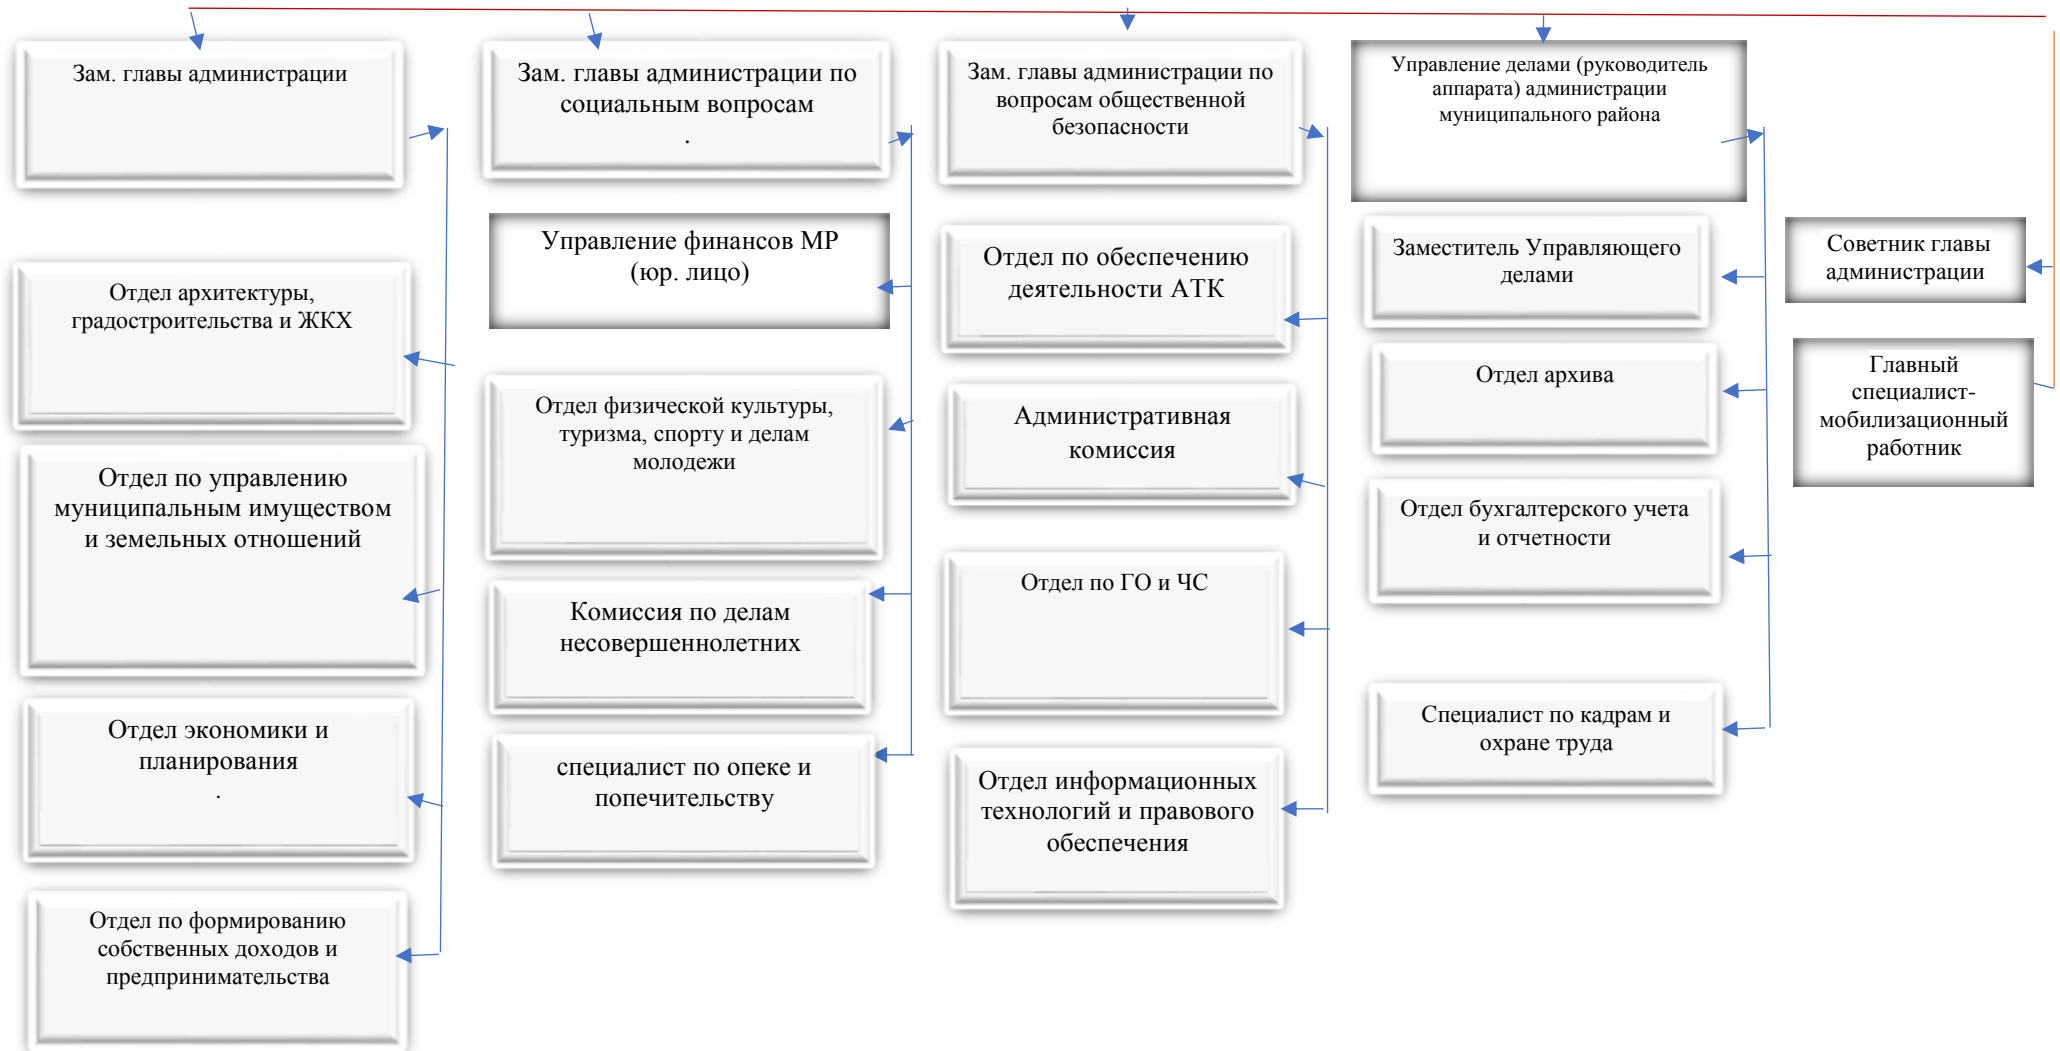 Зам. главы администрации
Зам. главы администрации по
социальным вопросам
.
Зам. главы администрации по
вопросам общественной
безопасности
Управление делами (руководитель
аппарата) администрации
муниципального района
Отдел архитектуры,
градостроительства и ЖКХ
Отдел по управлению
муниципальным имуществом
и земельных отношений
Отдел экономики и
планирования
.
Отдел по формированию
собственных доходов и
предпринимательства
Управление финансов МР
(юр. лицо)
Отдел физической культуры,
туризма, спорту и делам
молодежи
Комиссия по делам
несовершеннолетних
специалист по опеке и
попечительству
Отдел по обеспечению
деятельности АТК
Административная
комиссия
Отдел по ГО и ЧС
Отдел информационных
технологий и правового
обеспечения
Заместитель Управляющего
делами
Отдел архива
Отдел бухгалтерского учета
и отчетности
Специалист по кадрам и
охране труда
Советник главы
администрации
Главный
специалист-
мобилизационный
работник